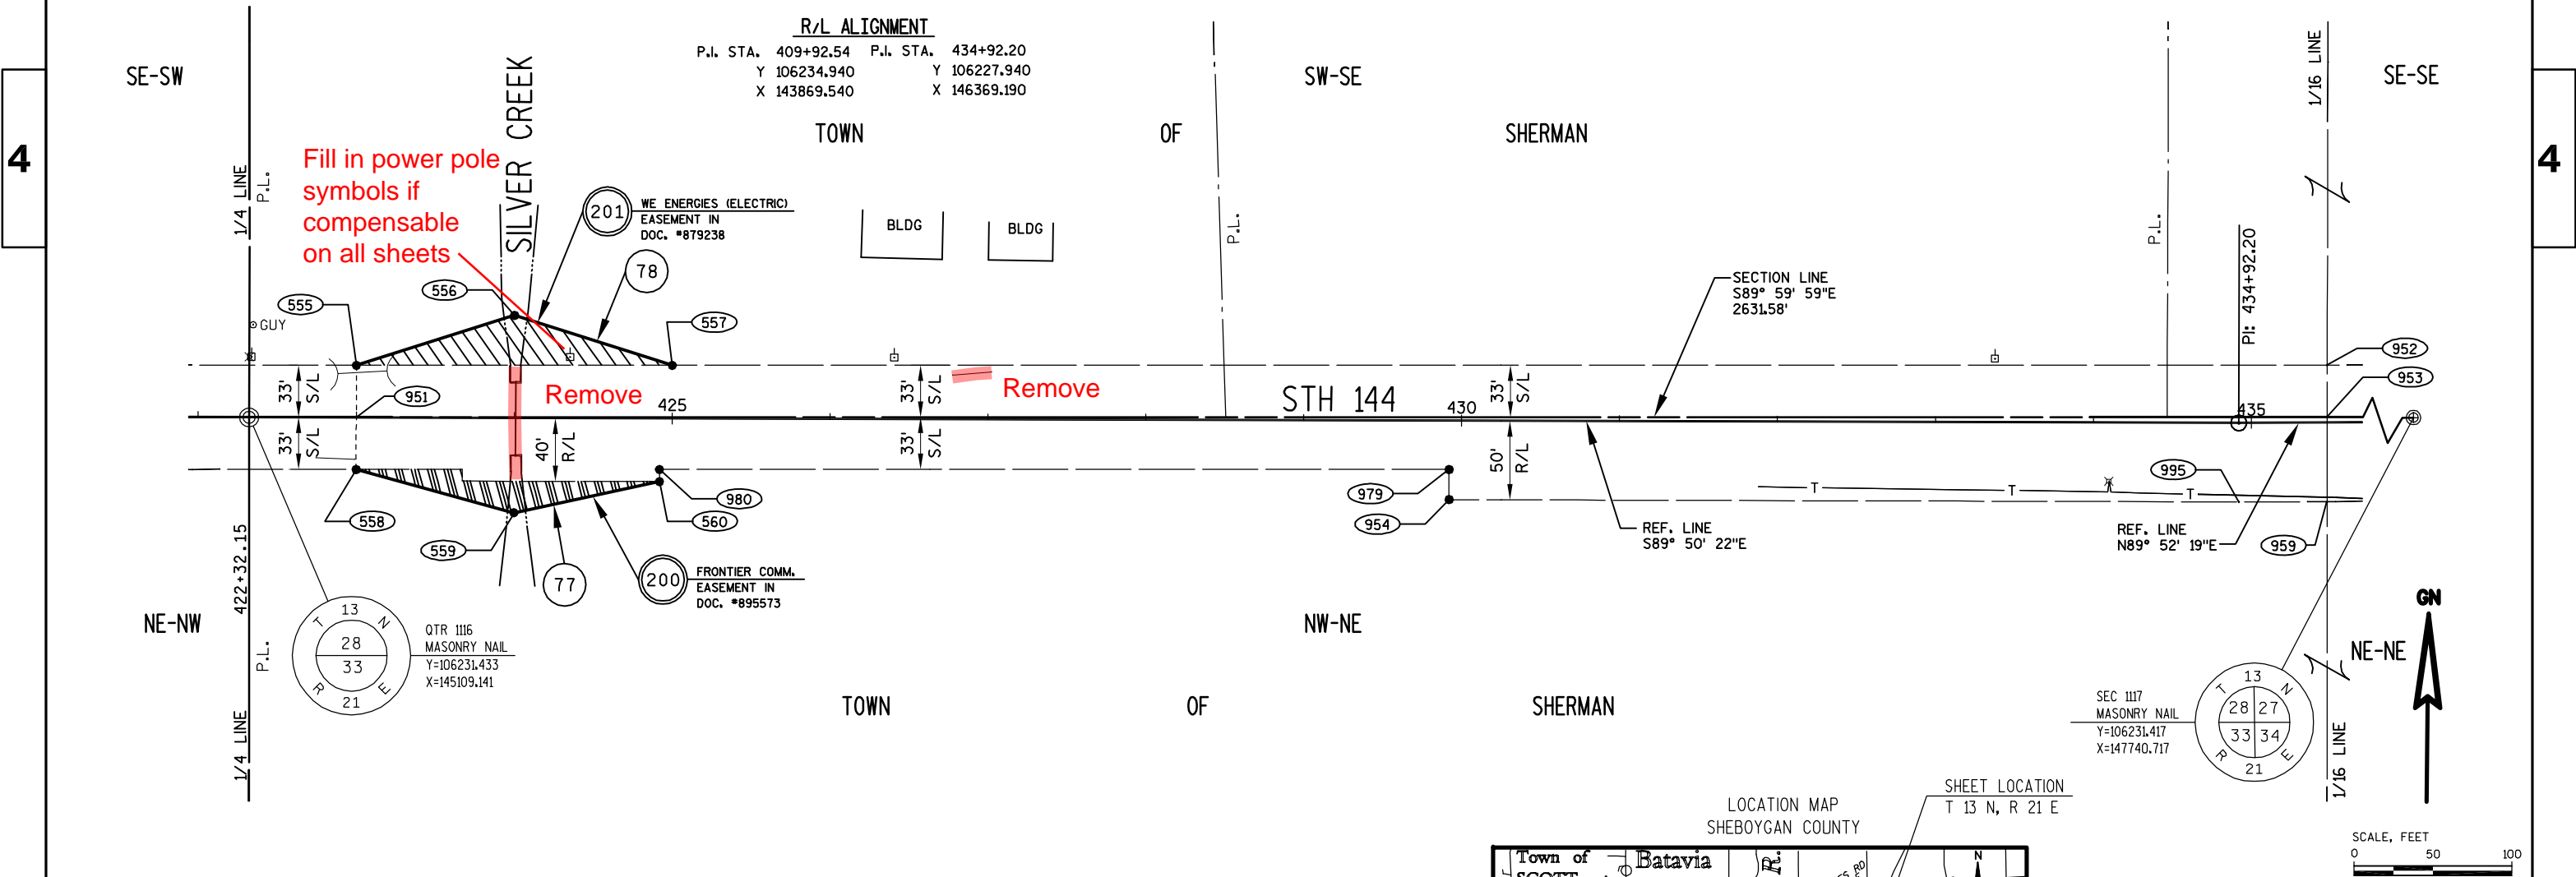 R/L ALIGNMENT
P.I. STA. 409+92.54 P.I. STA. 434+92.20
Y 106234.940 Y 106227.940
X 143869.540 X 146369.190
SE-SW
SW-SE
SE-SE
1/16 LINE
TOWN OF SHERMAN
4
4
1/4 LINE
P.L.
Fill in power pole
symbols if
compensable
on all sheets
SILVER CREEK
201
WE ENERGIES (ELECTRIC)
EASEMENT IN
DOC. #879238
78
BLDG
BLDG
P.L.
P.L.
PI: 434+92.20
SECTION LINE
S89° 59' 59"E
2631.58'
555
556
557
GUY
952
953
33'
S/L
951
Remove
425
33'
S/L
Remove
STH 144
430
33'
S/L
435
33'
S/L
40'
R/L
33'
S/L
50'
R/L
T
T
T
995
980
560
979
954
558
559
77
200
FRONTIER COMM.
EASEMENT IN
DOC. #895573
REF. LINE
S89° 50' 22"E
REF. LINE
N89° 52' 19"E
959
422+32.15
NE-NW
NW-NE
NE-NE
GN
P.L.
1/4 LINE
T 13 N
28
33
R 21 E
QTR 1116
MASONRY NAIL
Y=106231.433
X=145109.141
TOWN OF SHERMAN
SEC 1117
MASONRY NAIL
Y=106231.417
X=147740.717
T 13 N
28 27
33 34
R 21 E
1/16 LINE
SHEET LOCATION
T 13 N, R 21 E
LOCATION MAP
SHEBOYGAN COUNTY
SCALE, FEET
0 50 100
Town of
SCOTT
Batavia
R.
RD
N